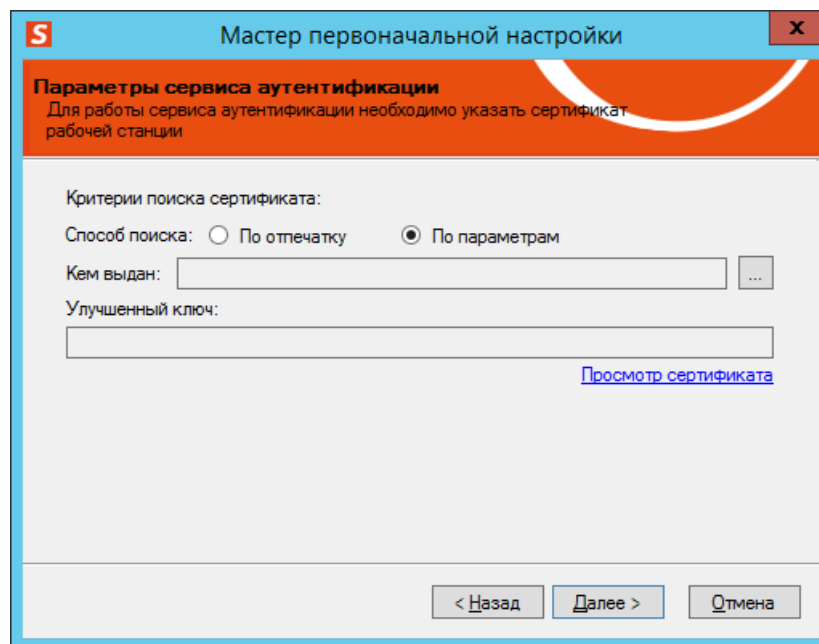 S
Мастер первоначальной настройки
x
Параметры сервиса аутентификации
Для работы сервиса аутентификации необходимо указать сертификат
рабочей станции
Критерии поиска сертификата:
Способ поиска: По отпечатку По параметрам
Кем выдан: ...
Улучшенный ключ:
Просмотр сертификата
< Назад Далее > Отмена